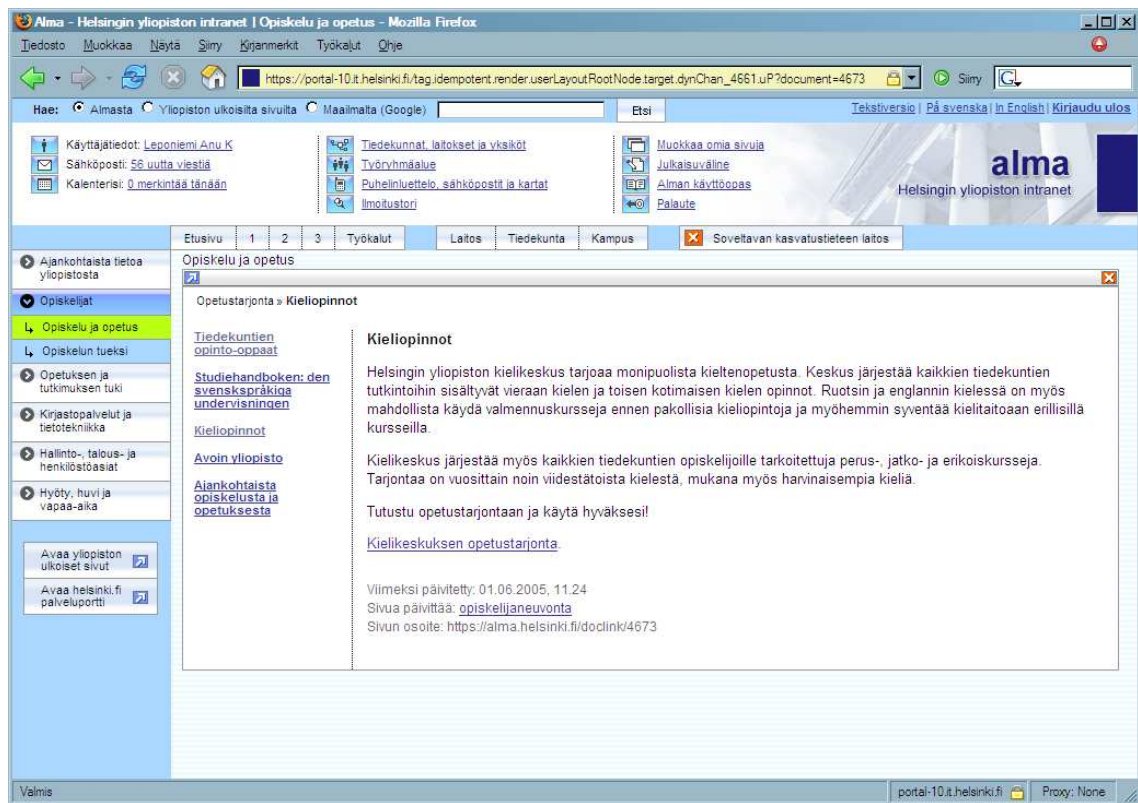 Alma - Helsingin yliopiston intranet | Opiskelu ja opetus - Mozilla Firefox
Tiedosto Muokkaa Näytä Siirry Kirjanmerkit Työkalut Ohje
https://portal-10.it.helsinki.fi/tag.idempotent.render.userLayoutRootNode.target.dynChan_4661.uP?document=4673 Siirry G
Hae: Almasta Yliopiston ulkoisilta sivuilta Maailmalta (Google) Etsi Tekstiversio | På svenska | In English | Kirjaudu ulos
Käyttäjätiedot: Leponiemi Anu K
Sähköposti: 56 uutta viestiä
Kalenterisi: 0 merkintää tänään
Tiedekunnat, laitokset ja yksiköt
Työryhmäalue
Puhelinluettelo, sähköpostit ja kartat
Ilmoitustori
Muokkaa omia sivuja
Julkaisuväline
Alman käyttöopas
Palaute
alma
Helsingin yliopiston intranet
Etusivu 1 2 3 Työkalut Laitos Tiedekunta Kampus Soveltavan kasvatustieteen laitos
Ajankohtaista tietoa
yliopistosta
Opiskelijat
Opiskelu ja opetus
Opiskelun tueksi
Opetuksen ja
tutkimuksen tuki
Kirjastopalvelut ja
tietotekniikka
Hallinto-, talous- ja
henkilöstöasiat
Hyöty, huvi ja
vapaa-aika
Avaa yliopiston
ulkoiset sivut
Avaa helsinki.fi
palveluportti
Opiskelu ja opetus
Opetustarjonta » Kieliopinnot
Tiedekuntien
opinto-oppaat
Studiehandboken: den
svenskspråkiga
undervisningen
Kieliopinnot
Avoin yliopisto
Ajankohtaista
opiskelusta ja
opetuksesta
Kieliopinnot
Helsingin yliopiston kielikeskus tarjoaa monipuolista kieltenopetusta. Keskus järjestää kaikkien tiedekuntien
tutkintoihin sisältyvät vieraan kielen ja toisen kotimaisen kielen opinnot. Ruotsin ja englannin kielessä on myös
mahdollista käydä valmennuskursseja ennen pakollisia kieliopintoja ja myöhemmin syventää kielitaitoaan erillisillä
kursseilla.
Kielikeskus järjestää myös kaikkien tiedekuntien opiskelijoille tarkoitettuja perus-, jatko- ja erikoiskursseja.
Tarjontaa on vuosittain noin viidestätoista kielestä, mukana myös harvinaisempia kieliä.
Tutustu opetustarjontaan ja käytä hyväksesi!
Kielikeskuksen opetustarjonta.
Viimeksi päivitetty: 01.06.2005, 11.24
Sivua päivittää: opiskelijaneuvonta
Sivun osoite: https://alma.helsinki.fi/doclink/4673
Valmis portal-10.it.helsinki.fi Proxy: None